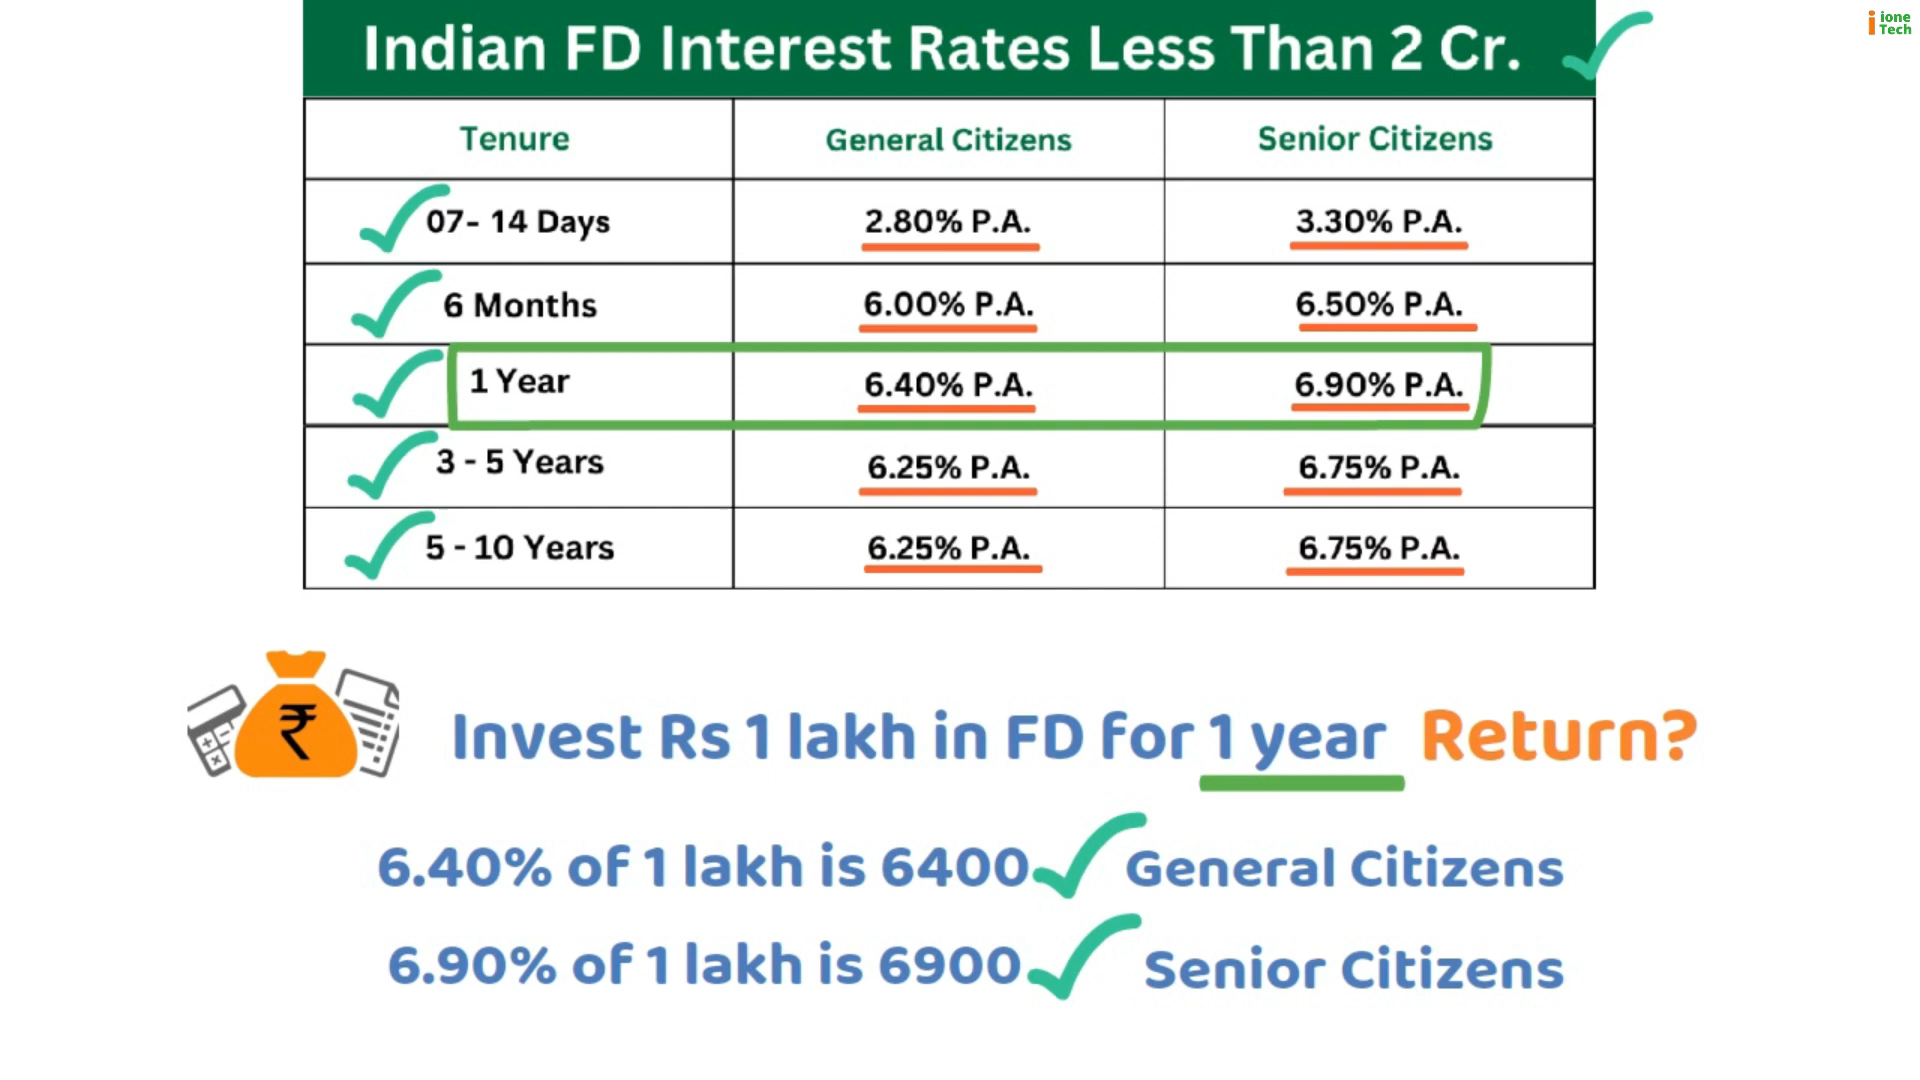 Indian FD Interest Rates Less Than 2 Cr.
ione
Tech
Tenure General Citizens Senior Citizens
07- 14 Days 2.80% P.A. 3.30% P.A.
6 Months 6.00% P.A. 6.50% P.A.
1 Year 6.40% P.A. 6.90% P.A.
3 - 5 Years 6.25% P.A. 6.75% P.A.
5 - 10 Years 6.25% P.A. 6.75% P.A.
₹
Invest Rs 1 lakh in FD for 1 year Return?
6.40% of 1 lakh is 6400 General Citizens
6.90% of 1 lakh is 6900 Senior Citizens